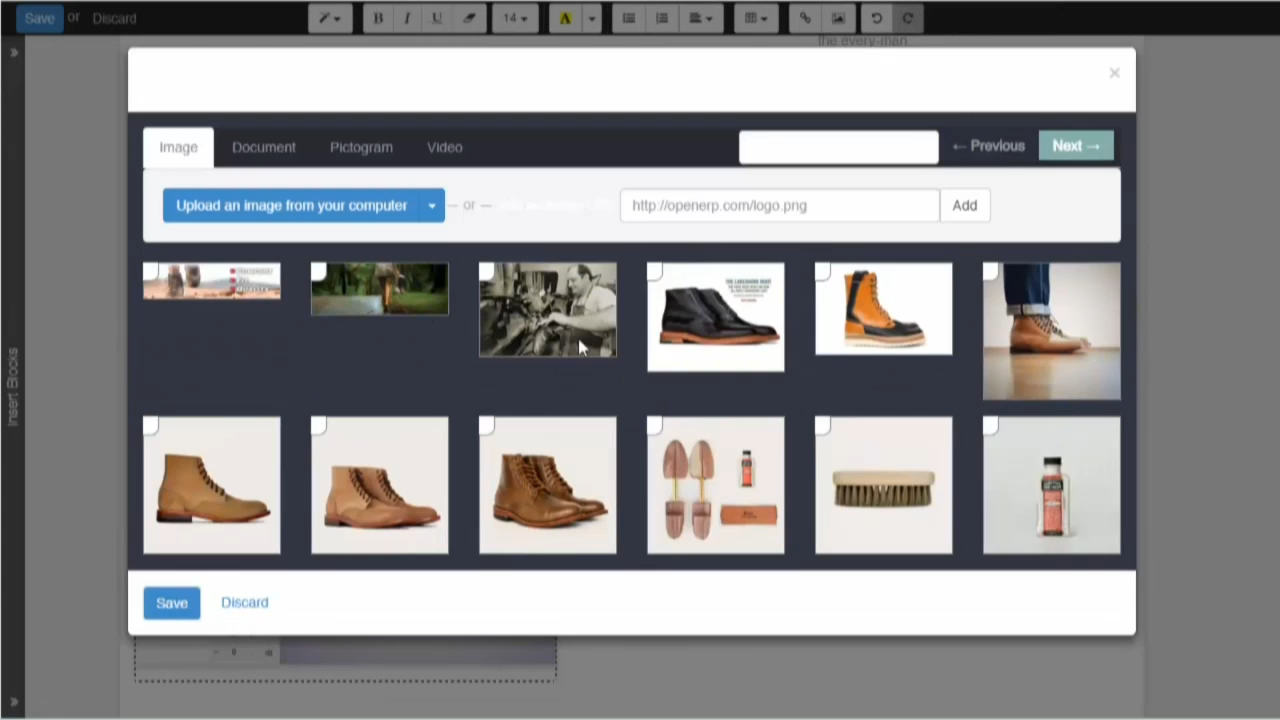 Save or Discard
B I U 14 A
the every-man
×
Image Document Pictogram Video ← Previous Next →
Upload an image from your computer — or — http://openerp.com/logo.png Add
Insert Blocks
Save Discard